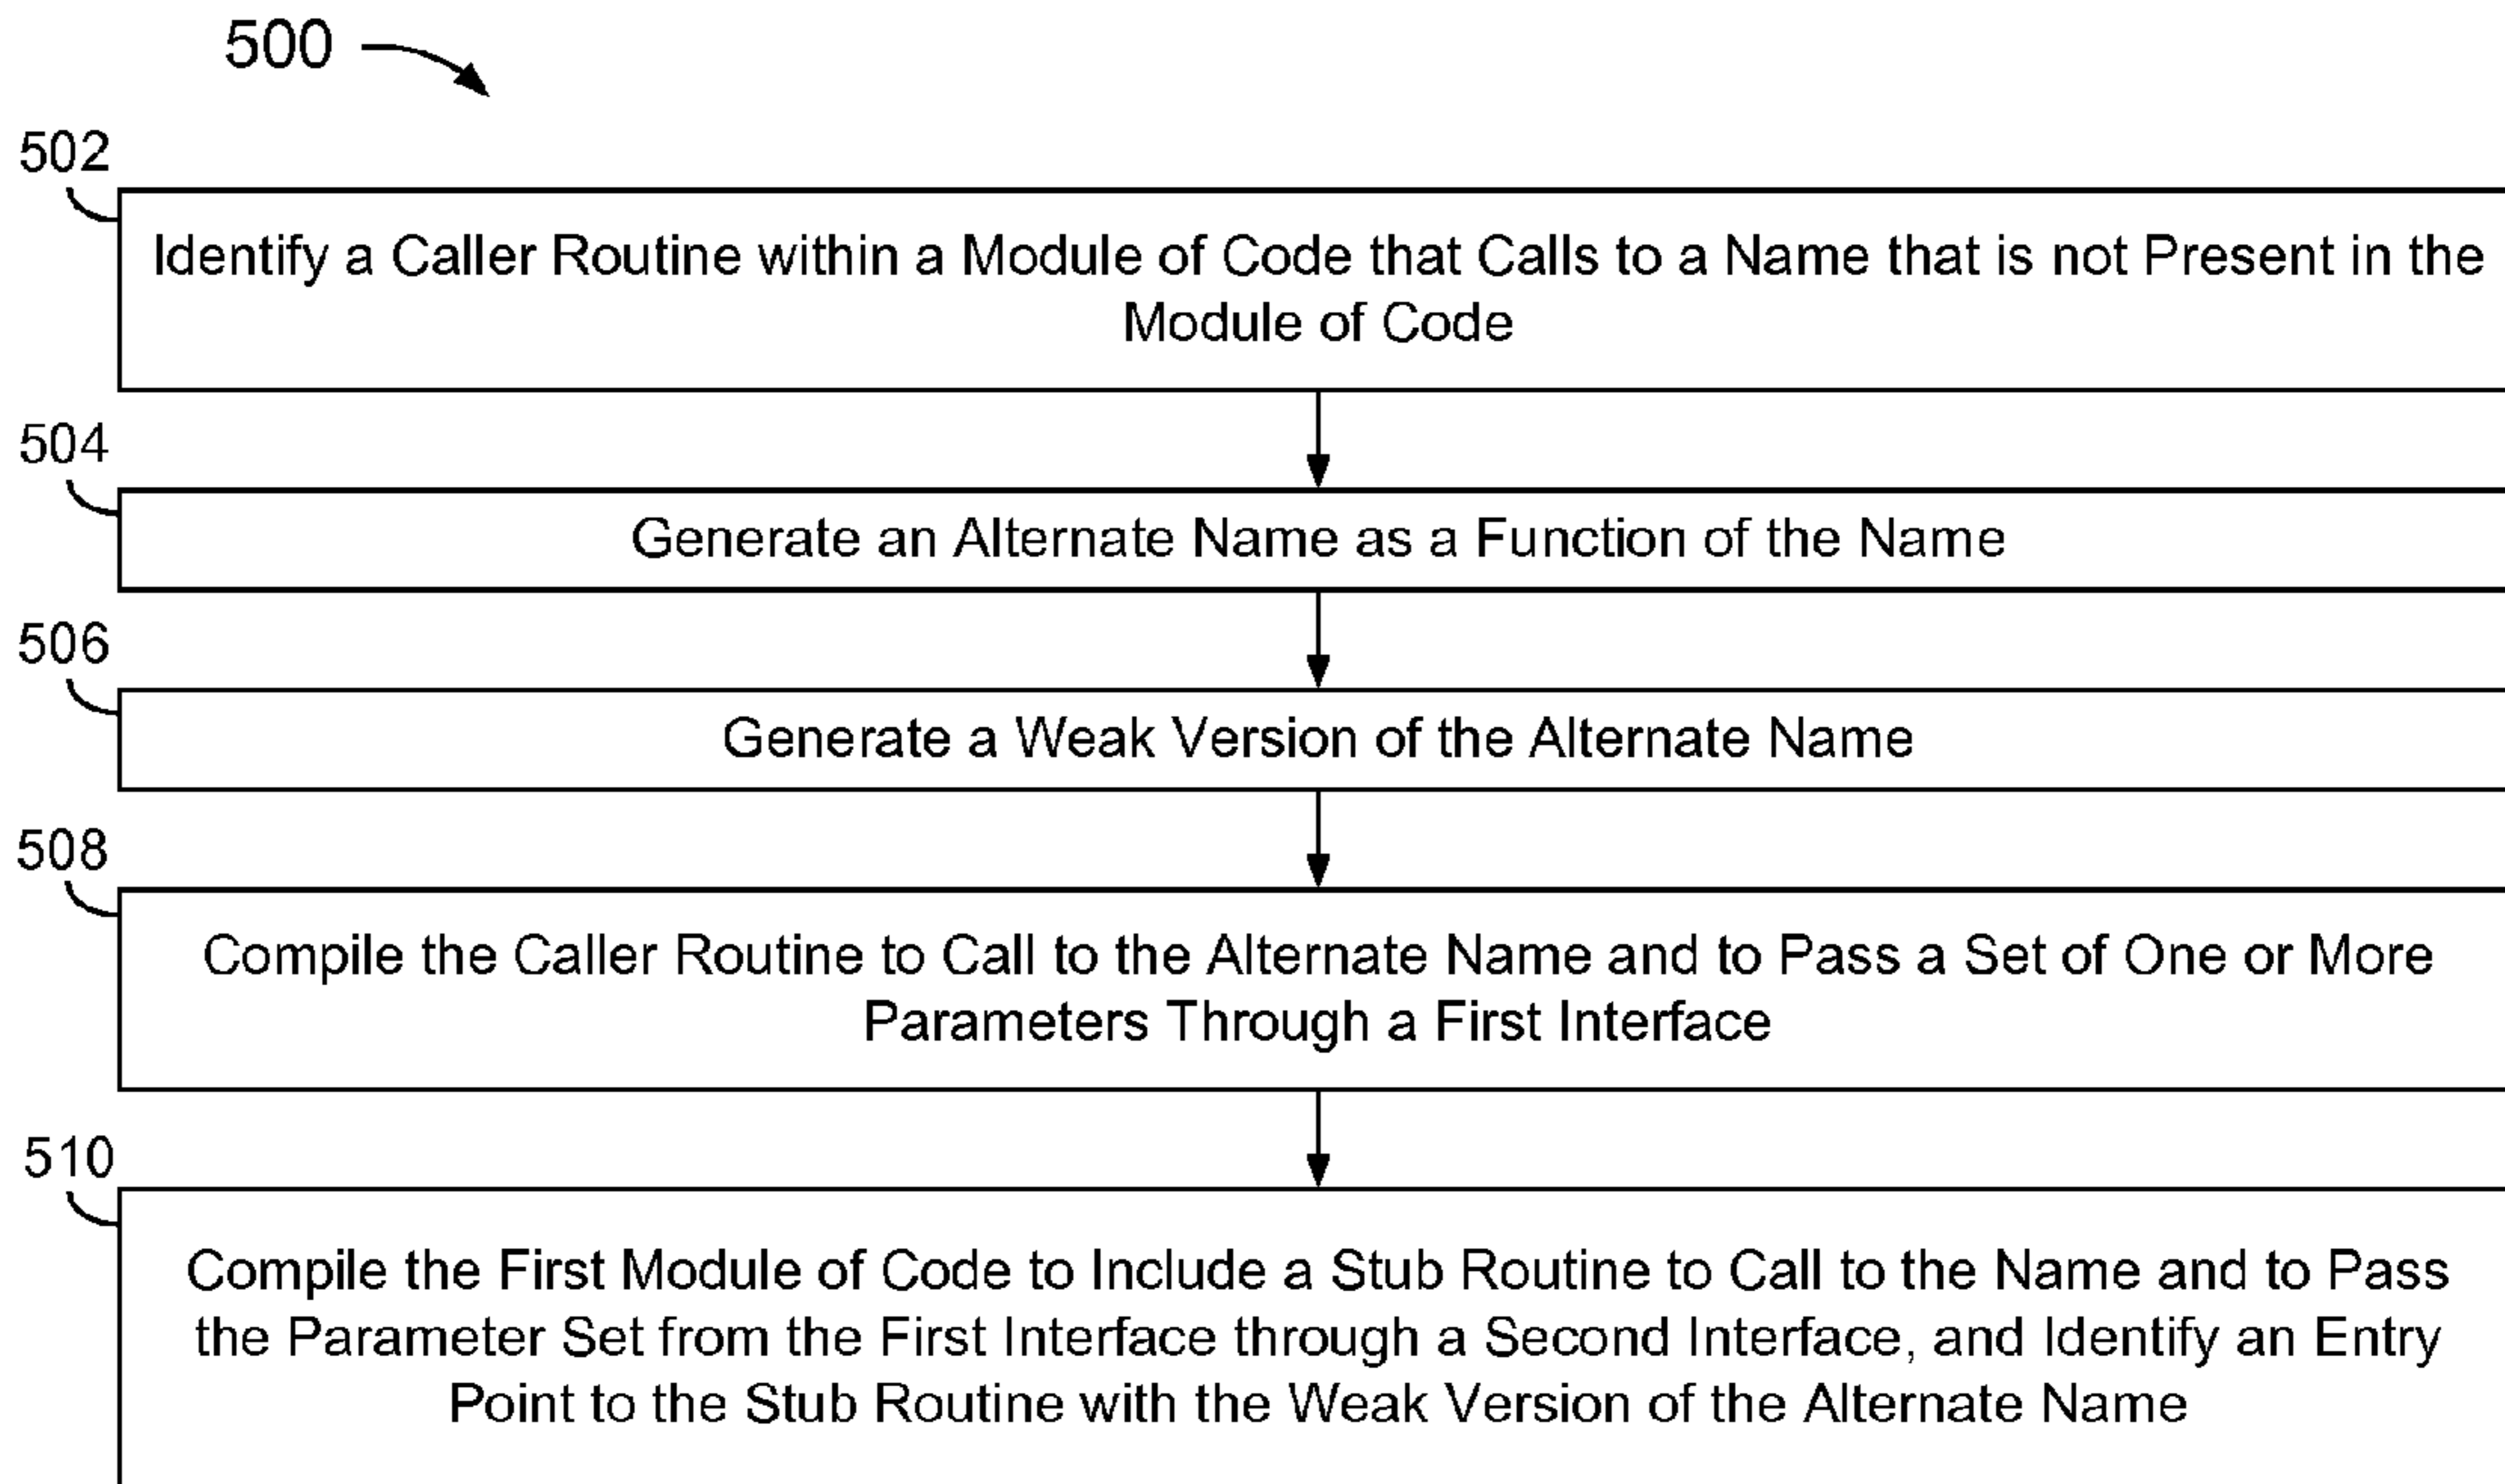 500
502
Identify a Caller Routine within a Module of Code that Calls to a Name that is not Present in the
Module of Code
504
Generate an Alternate Name as a Function of the Name
506
Generate a Weak Version of the Alternate Name
508
Compile the Caller Routine to Call to the Alternate Name and to Pass a Set of One or More
Parameters Through a First Interface
510
Compile the First Module of Code to Include a Stub Routine to Call to the Name and to Pass
the Parameter Set from the First Interface through a Second Interface, and Identify an Entry
Point to the Stub Routine with the Weak Version of the Alternate Name